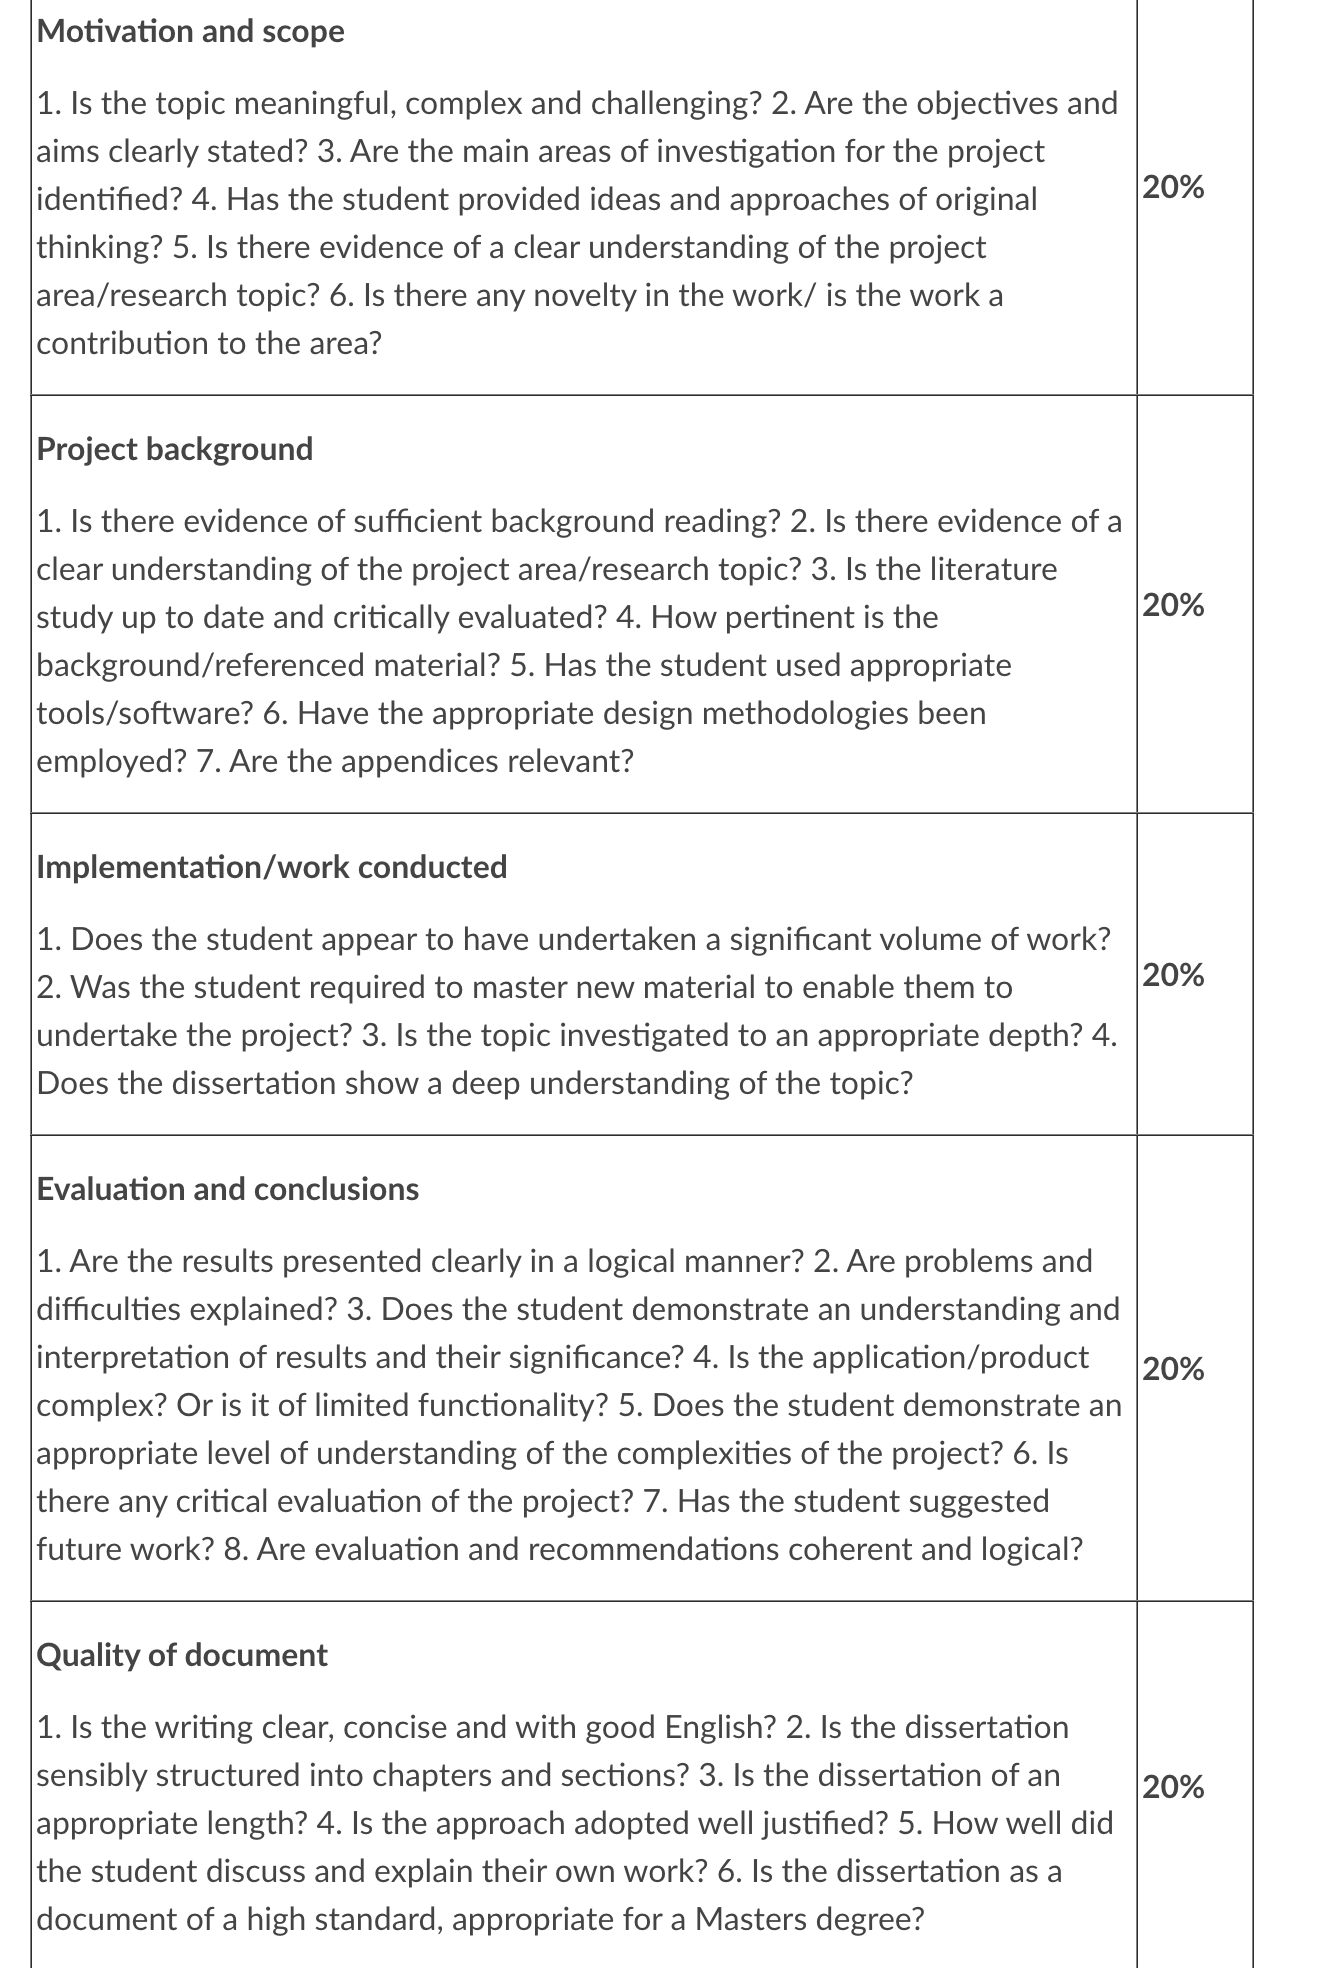 Motivation and scope
1. Is the topic meaningful, complex and challenging? 2. Are the objectives and
aims clearly stated? 3. Are the main areas of investigation for the project
identified? 4. Has the student provided ideas and approaches of original
thinking? 5. Is there evidence of a clear understanding of the project
area/research topic? 6. Is there any novelty in the work/ is the work a
contribution to the area?
20%
Project background
1. Is there evidence of sufficient background reading? 2. Is there evidence of a
clear understanding of the project area/research topic? 3. Is the literature
study up to date and critically evaluated? 4. How pertinent is the
background/referenced material? 5. Has the student used appropriate
tools/software? 6. Have the appropriate design methodologies been
employed? 7. Are the appendices relevant?
20%
Implementation/work conducted
1. Does the student appear to have undertaken a significant volume of work?
2. Was the student required to master new material to enable them to
undertake the project? 3. Is the topic investigated to an appropriate depth? 4.
Does the dissertation show a deep understanding of the topic?
20%
Evaluation and conclusions
1. Are the results presented clearly in a logical manner? 2. Are problems and
difficulties explained? 3. Does the student demonstrate an understanding and
interpretation of results and their significance? 4. Is the application/product
complex? Or is it of limited functionality? 5. Does the student demonstrate an
appropriate level of understanding of the complexities of the project? 6. Is
there any critical evaluation of the project? 7. Has the student suggested
future work? 8. Are evaluation and recommendations coherent and logical?
20%
Quality of document
1. Is the writing clear, concise and with good English? 2. Is the dissertation
sensibly structured into chapters and sections? 3. Is the dissertation of an
appropriate length? 4. Is the approach adopted well justified? 5. How well did
the student discuss and explain their own work? 6. Is the dissertation as a
document of a high standard, appropriate for a Masters degree?
20%